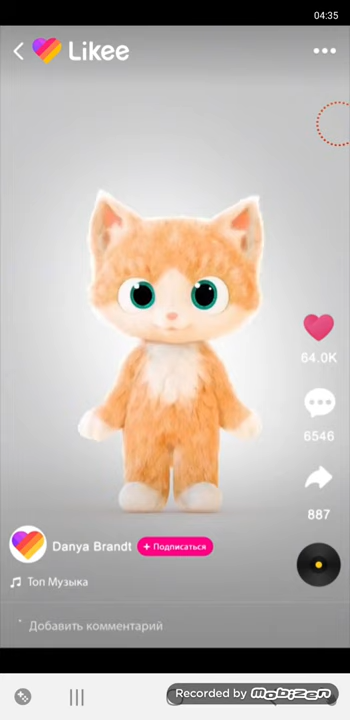 04:35
Likee
64.0K
6546
887
Danya Brandt
+ Подписаться
Топ Музыка
Добавить комментарий
Recorded by mobizen